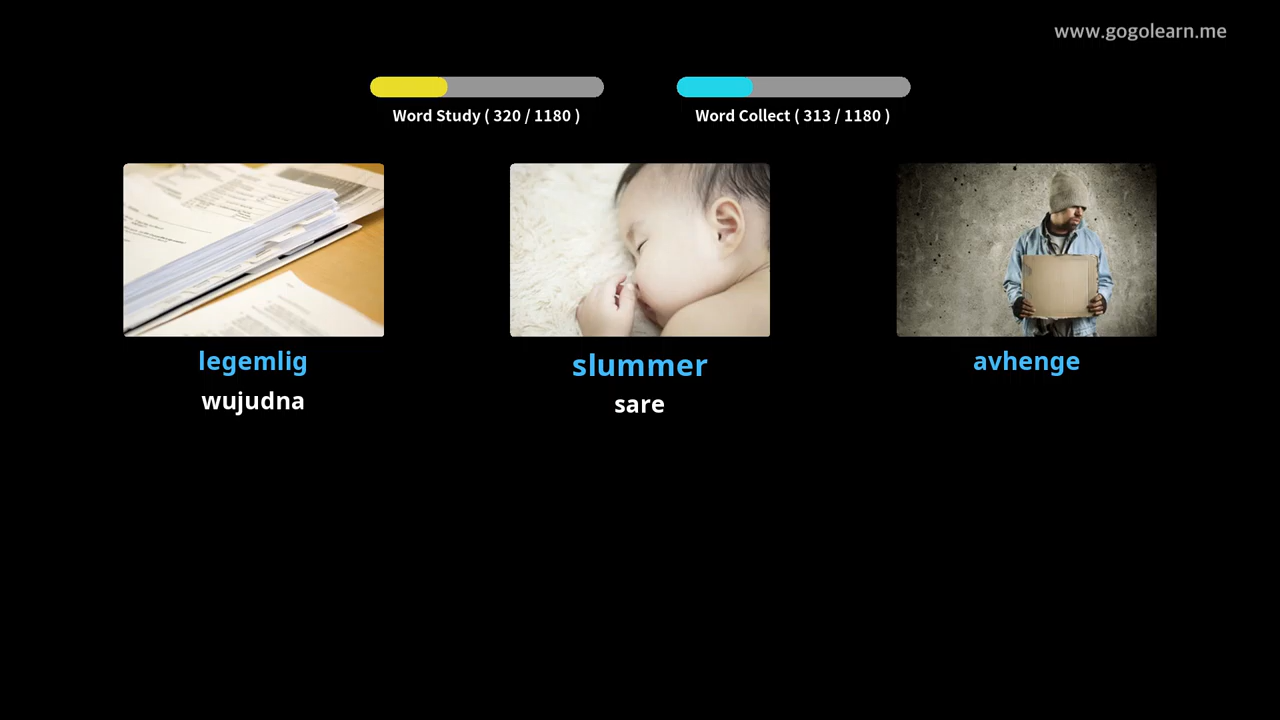 www.gogolearn.me
Word Study ( 320 / 1180 )
Word Collect ( 313 / 1180 )
legemlig
slummer
avhenge
wujudna
sare